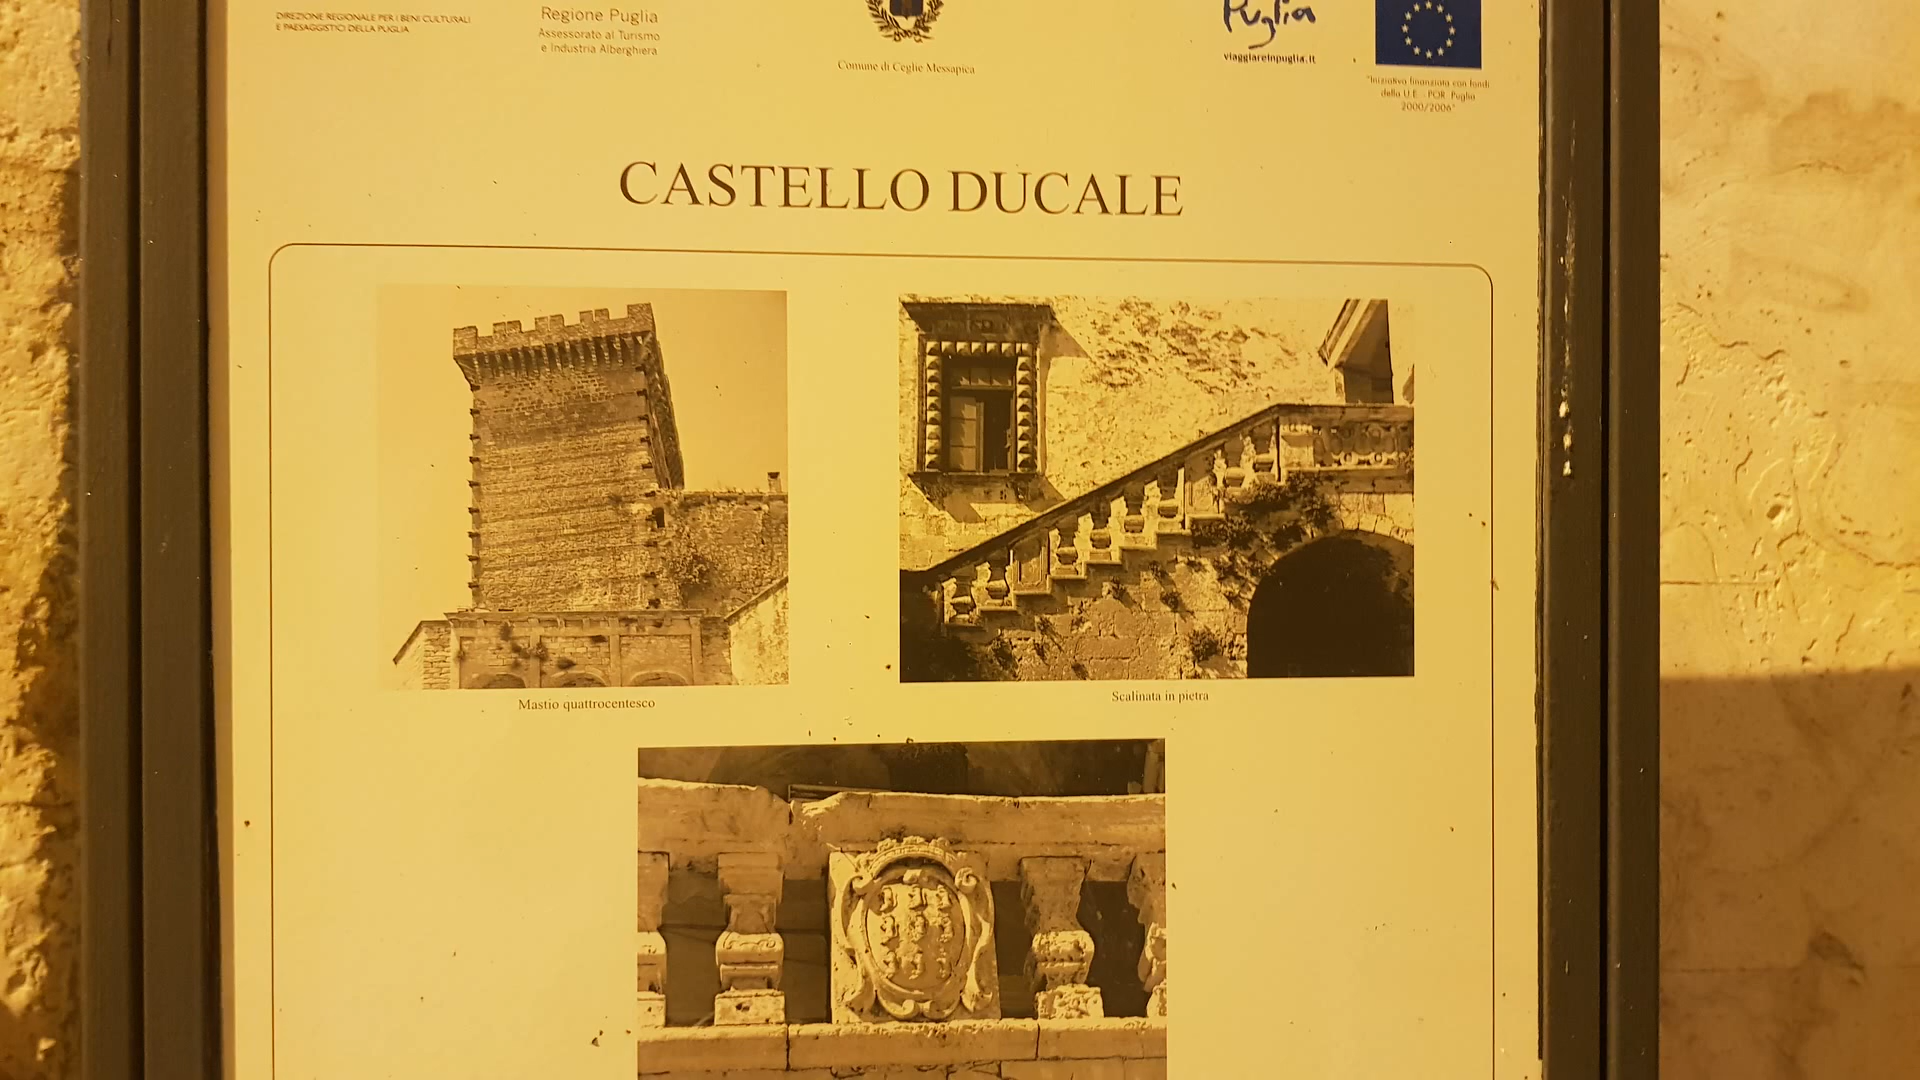 DIREZIONE REGIONALE PER I BENI CULTURALI
E PAESAGGISTICI DELLA PUGLIA
Regione Puglia
Assessorato al Turismo
e Industria Alberghiera
Comune di Ceglie Messapica
Puglia
viaggiareinpuglia.it
"Iniziativa finanziata con fondi
della U.E. - POR Puglia
2000/2006"
CASTELLO DUCALE
Mastio quattrocentesco
Scalinata in pietra